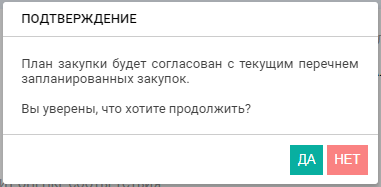 ПОДТВЕРЖДЕНИЕ
План закупки будет согласован с текущим перечнем
запланированных закупок.
Вы уверены, что хотите продолжить?
ДА НЕТ